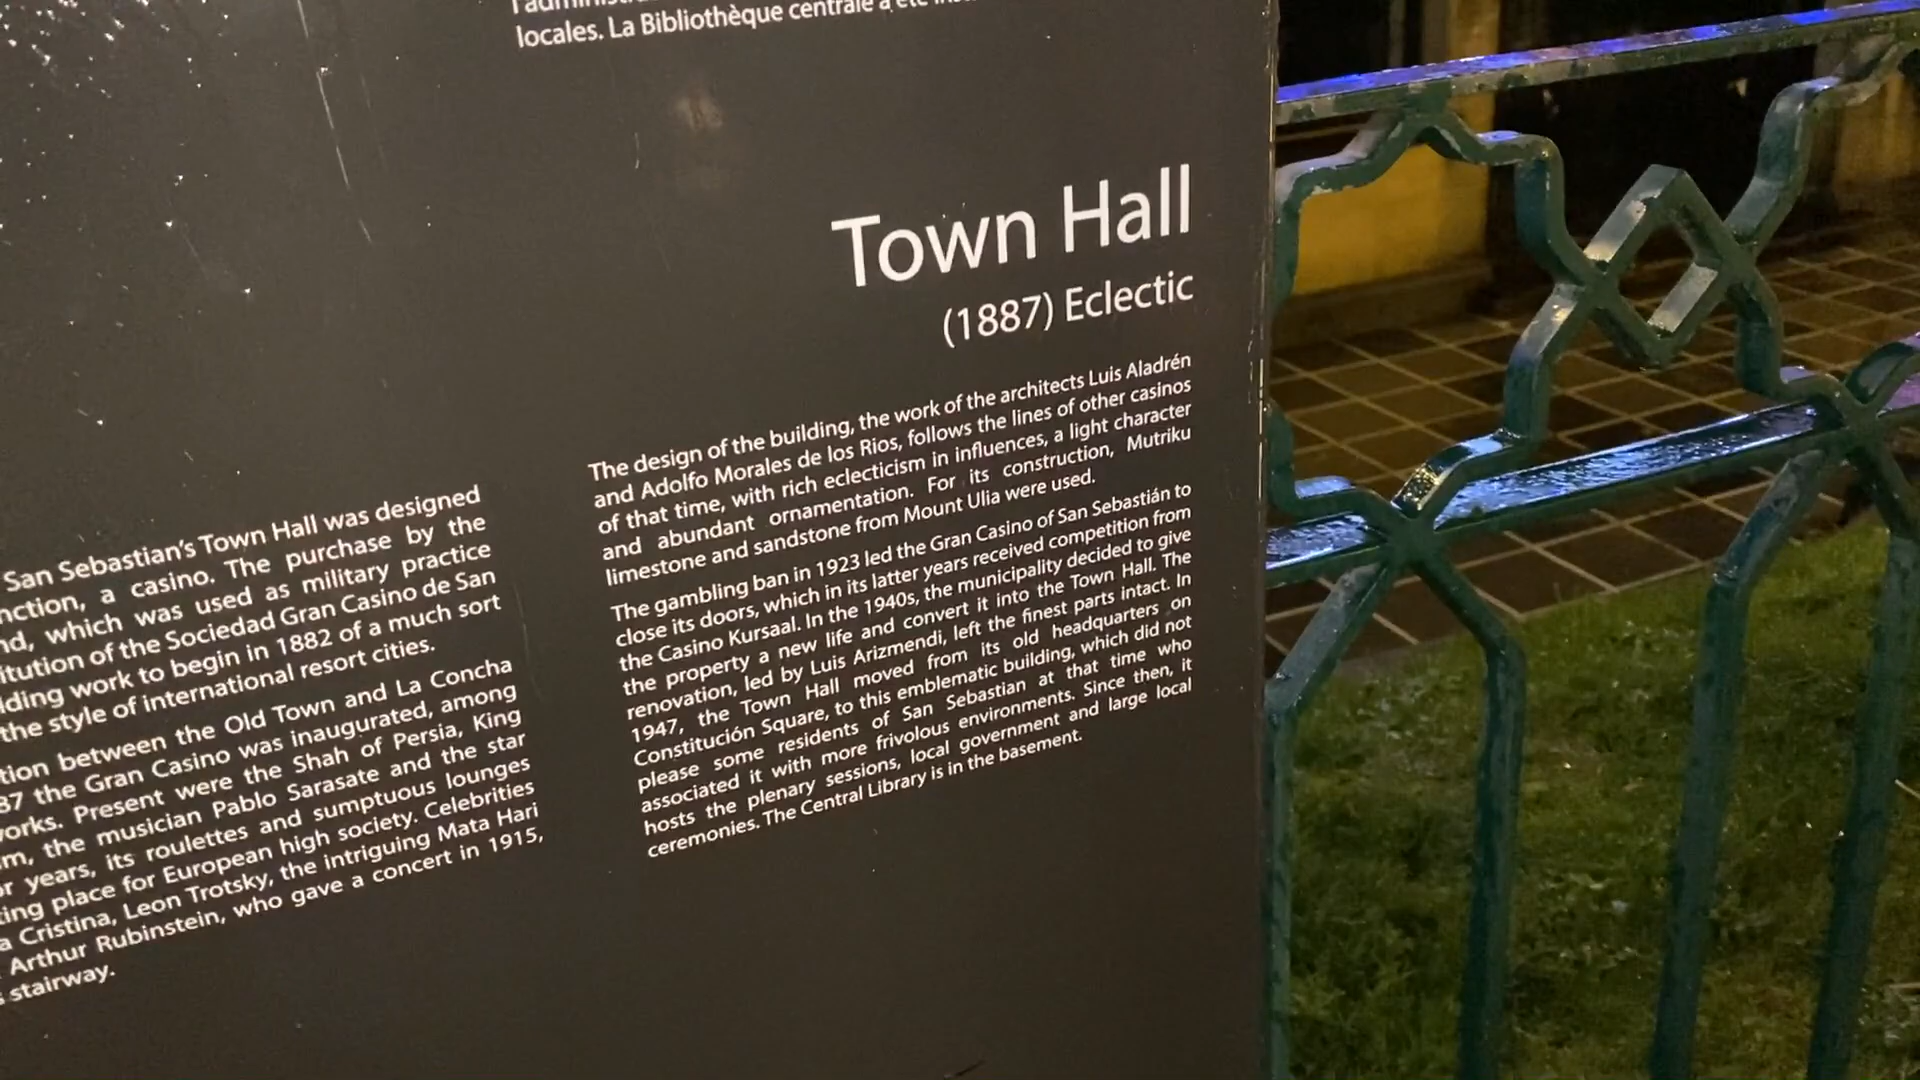 locales. La Bibliothèque centrale a été
Town Hall
(1887) Eclectic
San Sebastian's Town Hall was designed
a casino. The purchase by the
which was used as military practice
of the Sociedad Gran Casino de San
work to begin in 1882 of a much sort
the style of international resort cities.
between the Old Town and La Concha
the Gran Casino was inaugurated, among
Present were the Shah of Persia, King
the musician Pablo Sarasate and the star
years, its roulettes and sumptuous lounges
place for European high society. Celebrities
Cristina, Leon Trotsky, the intriguing Mata Hari
Arthur Rubinstein, who gave a concert in 1915,
stairway.
The design of the building, the work of the architects Luis Aladrén
and Adolfo Morales de los Rios, follows the lines of other casinos
of that time, with rich eclecticism in influences, a light character
and abundant ornamentation. For its construction, Mutriku
limestone and sandstone from Mount Ulia were used.
The gambling ban in 1923 led the Gran Casino of San Sebastián to
close its doors, which in its latter years received competition from
the Casino Kursaal. In the 1940s, the municipality decided to give
the property a new life and convert it into the Town Hall. The
renovation, led by Luis Arizmendi, left the finest parts intact. In
1947, the Town Hall moved from its old headquarters on
Constitución Square, to this emblematic building, which did not
please some residents of San Sebastian at that time who
associated it with more frivolous environments. Since then, it
hosts the plenary sessions, local government and large local
ceremonies. The Central Library is in the basement.